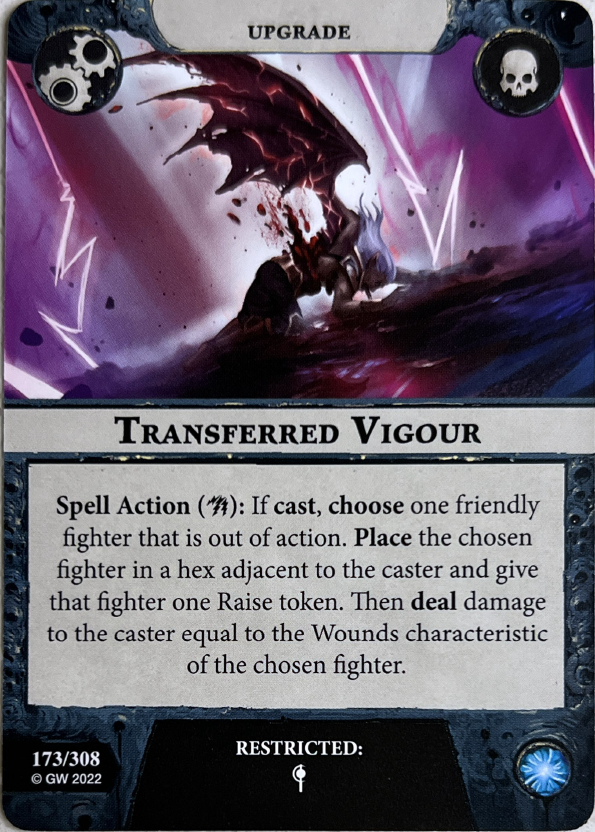 UPGRADE
TRANSFERRED VIGOUR
Spell Action ( ): If cast, choose one friendly
fighter that is out of action. Place the chosen
fighter in a hex adjacent to the caster and give
that fighter one Raise token. Then deal damage
to the caster equal to the Wounds characteristic
of the chosen fighter.
RESTRICTED:
173/308
© GW 2022